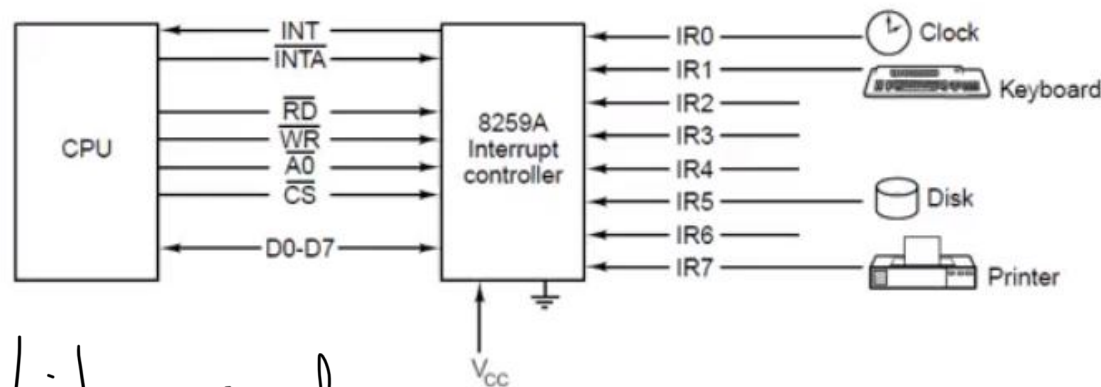 INT
INTA
RD
WR
A0
CS
D0-D7
CPU
8259A
Interrupt
controller
VCC
IR0
IR1
IR2
IR3
IR4
IR5
IR6
IR7
Clock
Keyboard
Disk
Printer